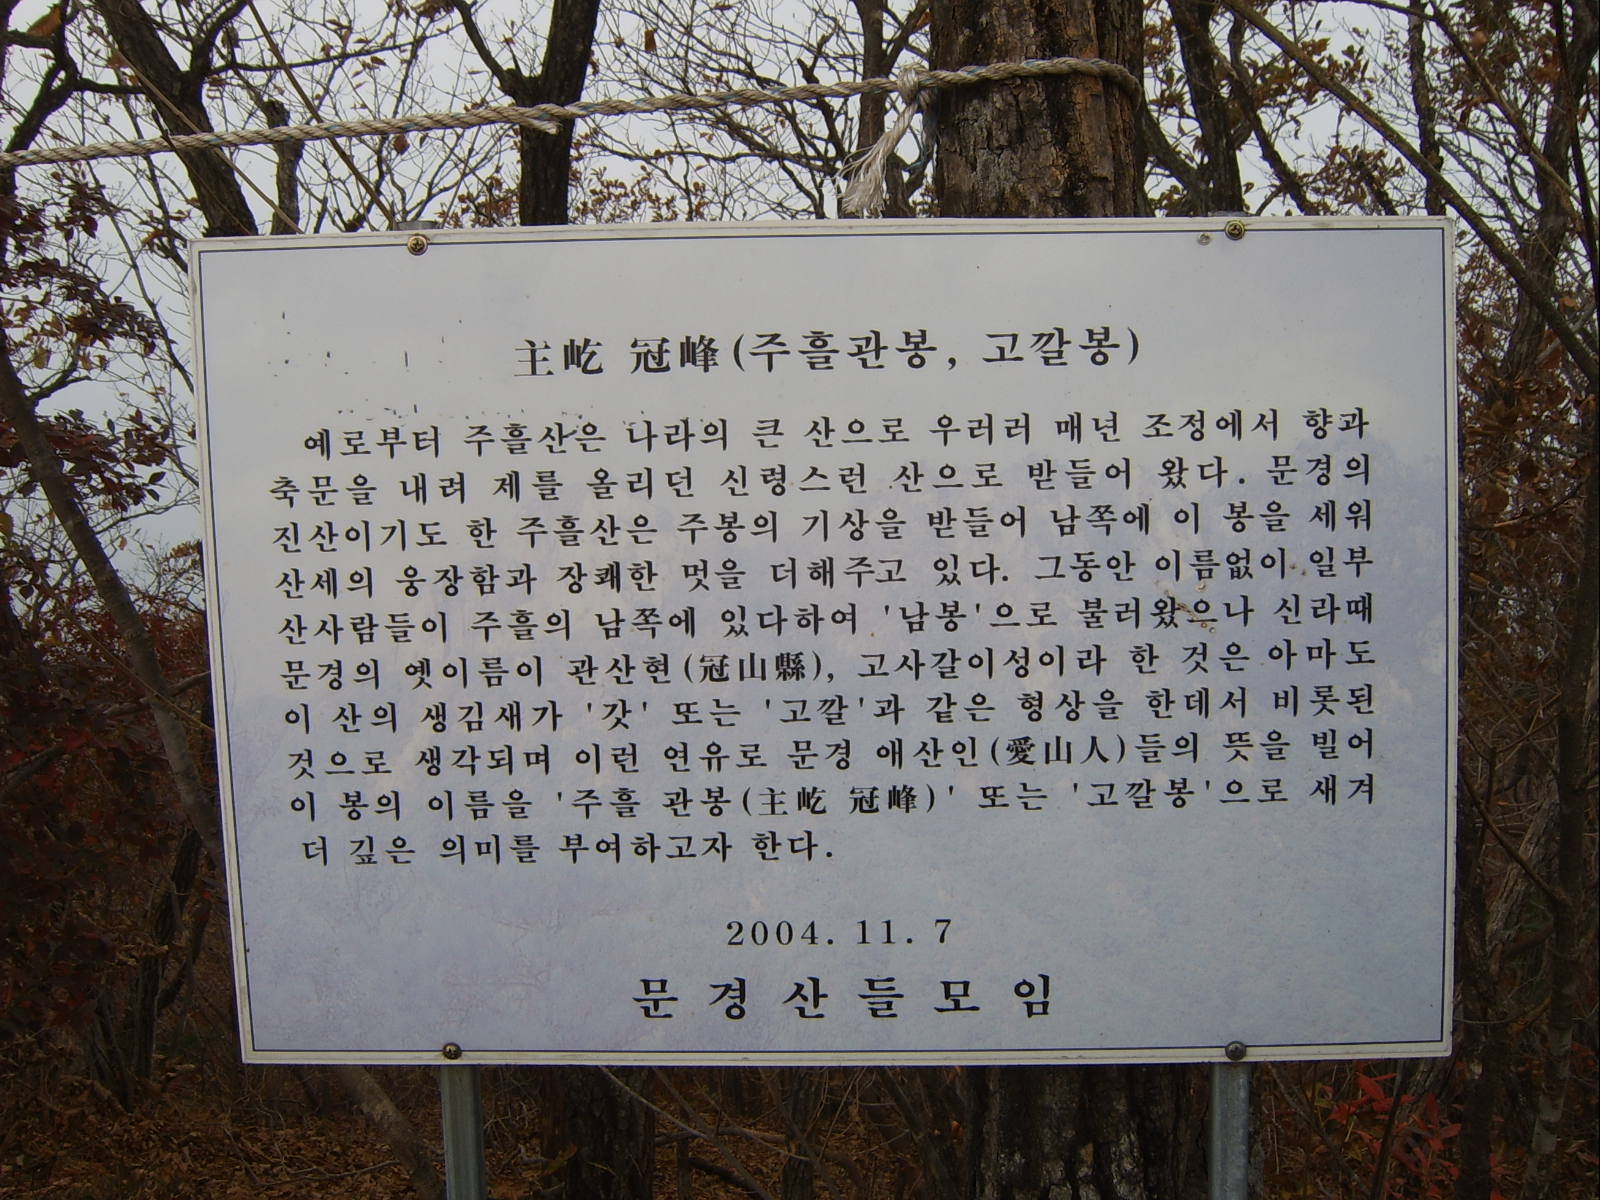 主屹 冠峰(주흘관봉, 고깔봉)
예로부터 주흘산은 나라의 큰 산으로 우러러 매년 조정에서 향과
축문을 내려 제를 올리던 신령스런 산으로 받들어 왔다. 문경의
진산이기도 한 주흘산은 주봉의 기상을 받들어 남쪽에 이 봉을 세워
산세의 웅장함과 장쾌한 멋을 더해주고 있다. 그동안 이름없이 일부
산사람들이 주흘의 남쪽에 있다하여 '남봉'으로 불러왔으나 신라때
문경의 옛이름이 관산현(冠山縣), 고사갈이성이라 한 것은 아마도
이 산의 생김새가 '갓' 또는 '고깔'과 같은 형상을 한데서 비롯된
것으로 생각되며 이런 연유로 문경 애산인(愛山人)들의 뜻을 빌어
이 봉의 이름을 '주흘 관봉(主屹 冠峰)' 또는 '고깔봉'으로 새겨
더 깊은 의미를 부여하고자 한다.
2004. 11. 7
문경산들모임